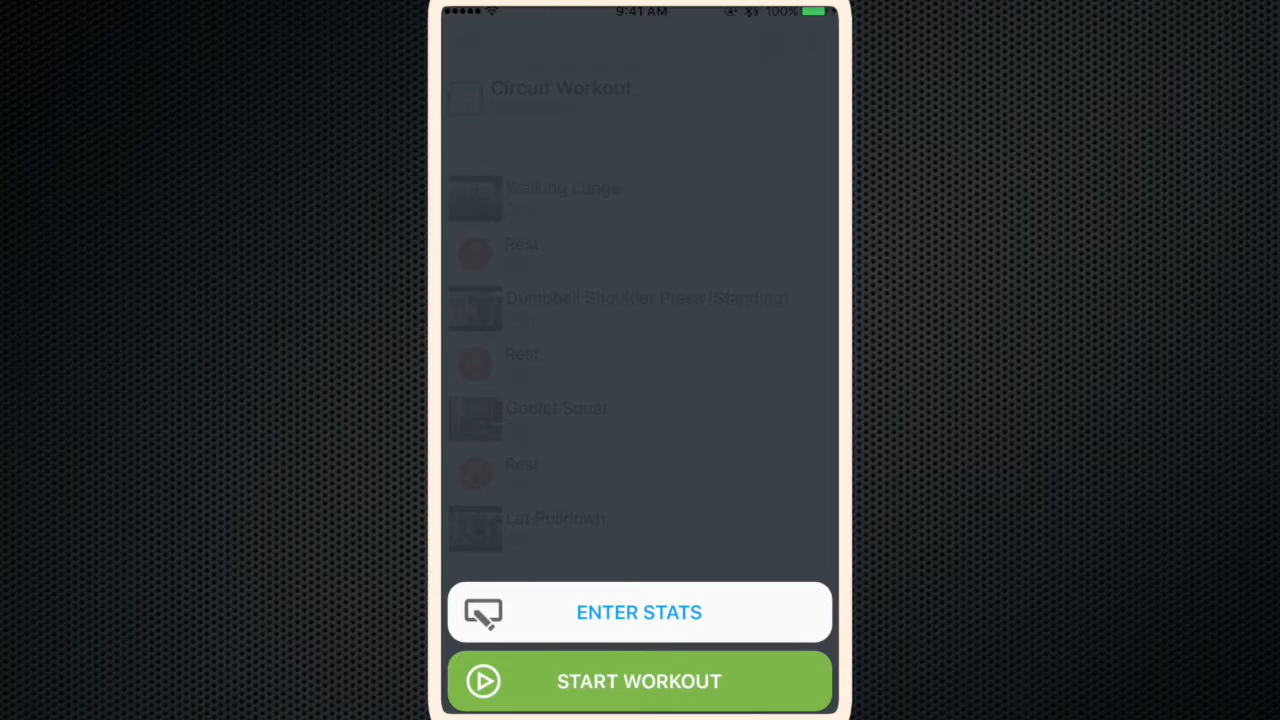 9:41 AM
100%
Circuit Workout
Walking Lunge
Rest
Dumbbell Shoulder Press (Standing)
Rest
Goblet Squat
Rest
Lat Pulldown
ENTER STATS
START WORKOUT